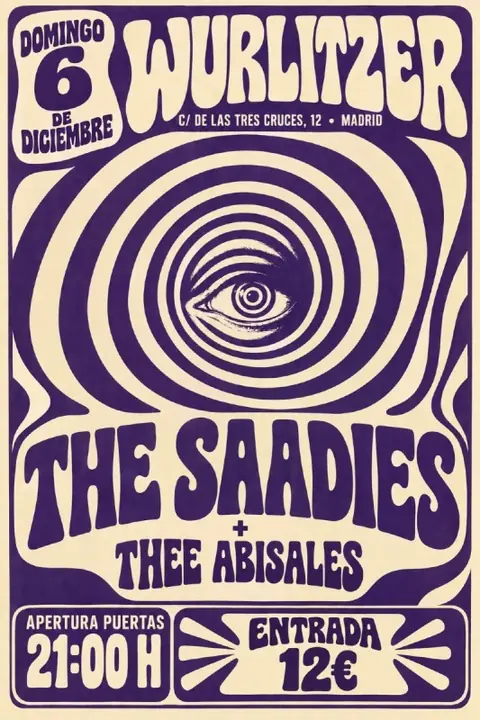 DOMINGO
6
DE
DICIEMBRE
WURLITZER
C/ DE LAS TRES CRUCES, 12 • MADRID
THE SAADIES
+
THEE ABISALES
APERTURA PUERTAS
21:00 H
ENTRADA
12€